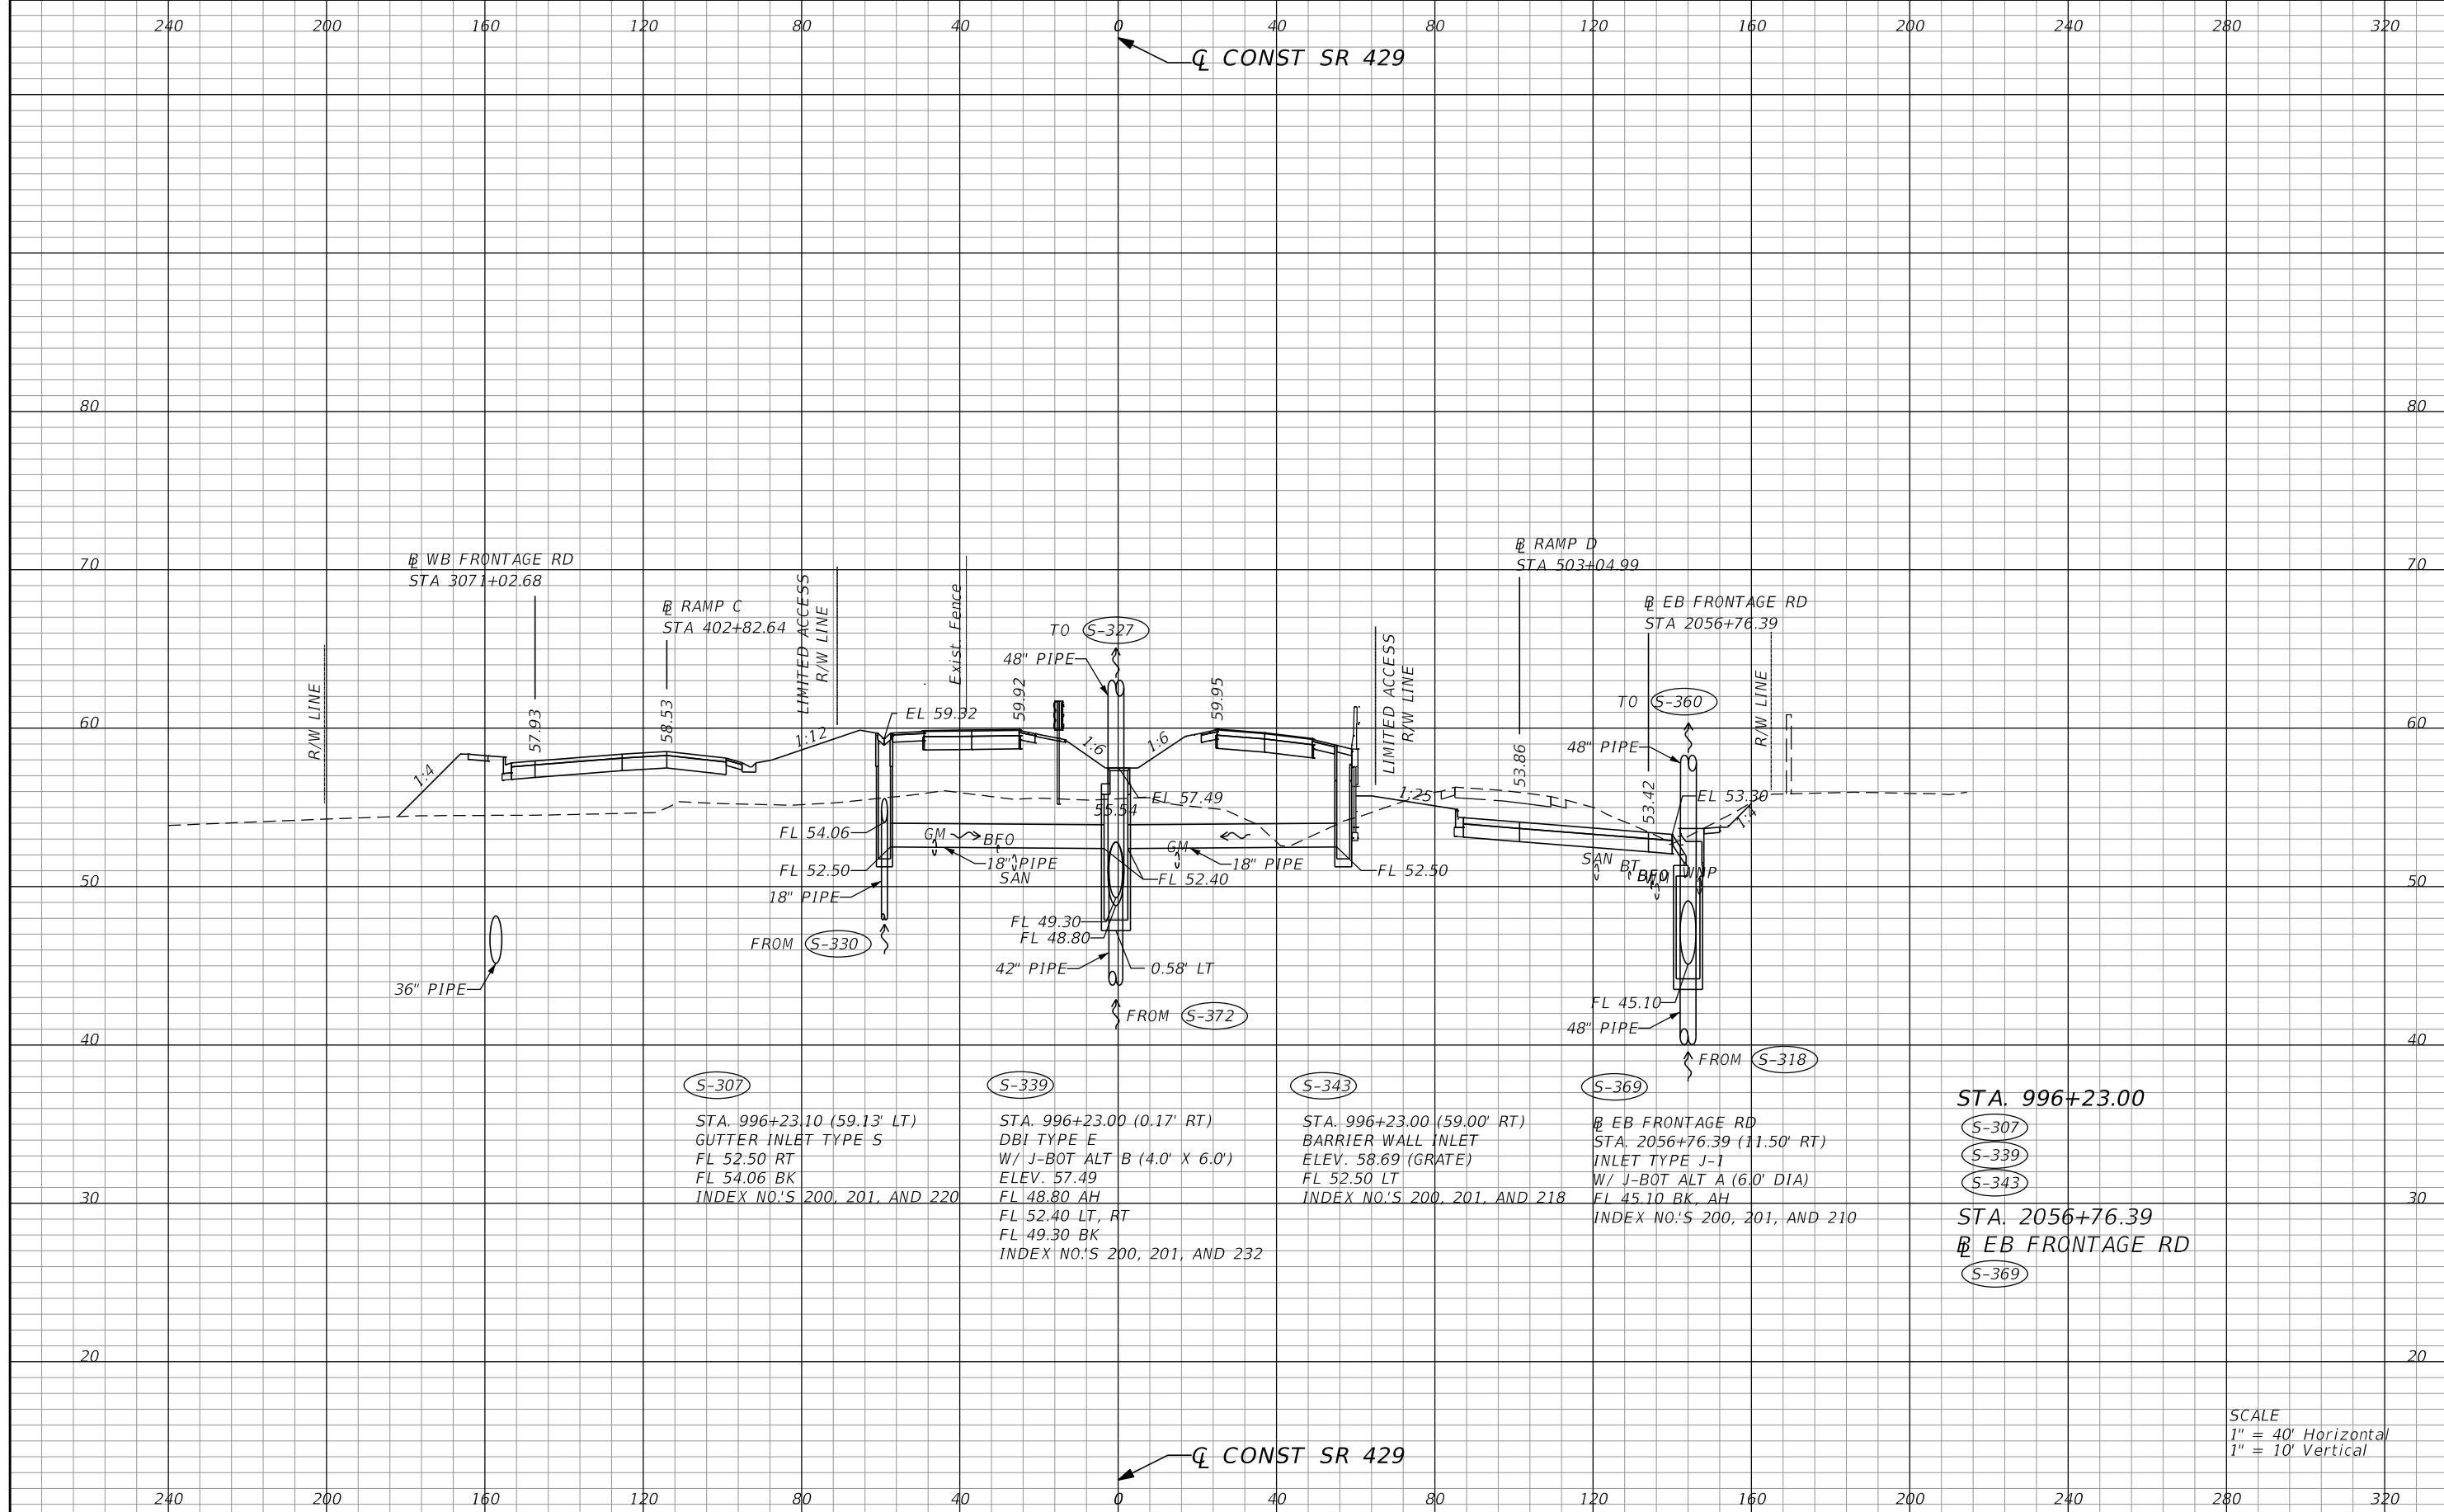 240 200 160 120 80 40 0 40 80 120 160 200 240 280 320
℄ CONST SR 429
80 80
70 70
60 60
50 50
40 40
30 30
20 20
R/W LINE
BL WB FRONTAGE RD
STA 3071+02.68
57.93
BL RAMP C
STA 402+82.64
58.53
LIMITED ACCESS
R/W LINE
Exist. Fence
59.92
TO S-327
48" PIPE
59.95
LIMITED ACCESS
R/W LINE
BL RAMP D
STA 503+04.99
53.86
BL EB FRONTAGE RD
STA 2056+76.39
53.42
TO S-360
48" PIPE
R/W LINE
1:4
1:12
EL 59.32
1:6
1:6
EL 57.49
55.54
1:25
EL 53.30
1:4
FL 54.06
GM
BFO
18" PIPE
SAN
GM
18" PIPE
FL 52.50
FL 52.40
FL 52.50
18" PIPE
SAN
BT
BFO
WM
FL 49.30
FL 48.80
FROM S-330
42" PIPE
0.58' LT
36" PIPE
FROM S-372
FL 45.10
48" PIPE
FROM S-318
S-307
STA. 996+23.10 (59.13' LT)
GUTTER INLET TYPE S
FL 52.50 RT
FL 54.06 BK
INDEX NO.'S 200, 201, AND 220
S-339
STA. 996+23.00 (0.17' RT)
DBI TYPE E
W/ J-BOT ALT B (4.0' X 6.0')
ELEV. 57.49
FL 48.80 AH
FL 52.40 LT, RT
FL 49.30 BK
INDEX NO.'S 200, 201, AND 232
S-343
STA. 996+23.00 (59.00' RT)
BARRIER WALL INLET
ELEV. 58.69 (GRATE)
FL 52.50 LT
INDEX NO.'S 200, 201, AND 218
S-369
BL EB FRONTAGE RD
STA. 2056+76.39 (11.50' RT)
INLET TYPE J-1
W/ J-BOT ALT A (6.0' DIA)
FL 45.10 BK, AH
INDEX NO.'S 200, 201, AND 210
STA. 996+23.00
S-307
S-339
S-343
STA. 2056+76.39
BL EB FRONTAGE RD
S-369
SCALE
1" = 40' Horizontal
1" = 10' Vertical
℄ CONST SR 429
240 200 160 120 80 40 0 40 80 120 160 200 240 280 320